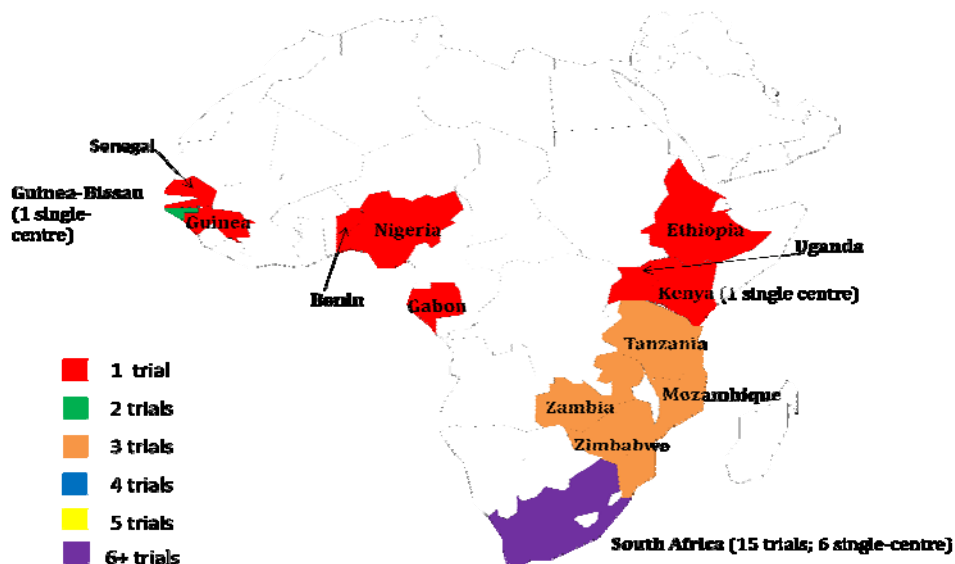 Senegal
Guinea-Bissau
(1 single-
centre)
Guinea
Nigeria
Benin
Gabon
Ethiopia
Uganda
Kenya (1 single centre)
Tanzania
Mozambique
Zambia
Zimbabwe
1 trial
2 trials
3 trials
4 trials
5 trials
6+ trials
South Africa (15 trials; 6 single-centre)